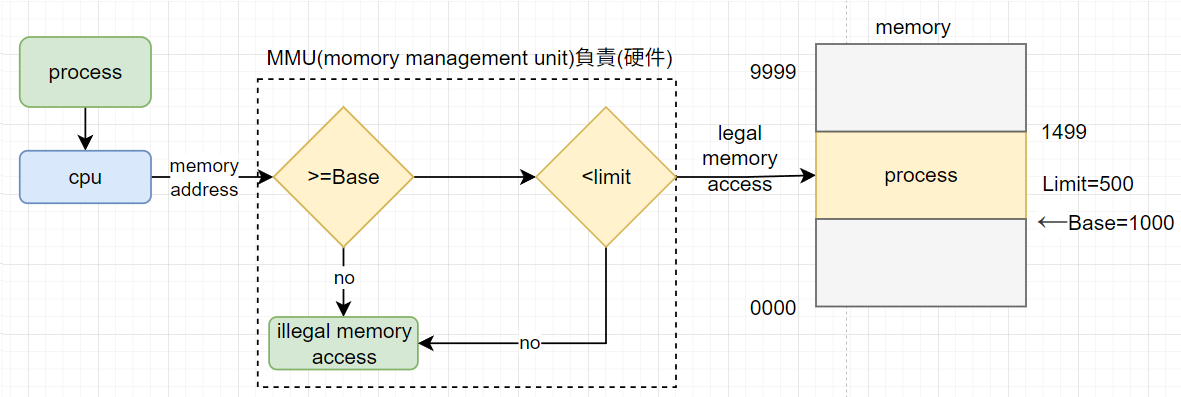 memory
MMU(momory management unit)負責(硬件)
process
9999
1499
cpu
memory
address
>=Base
<limit
legal
memory
access
process
Limit=500
←Base=1000
no
illegal memory
access
no
0000